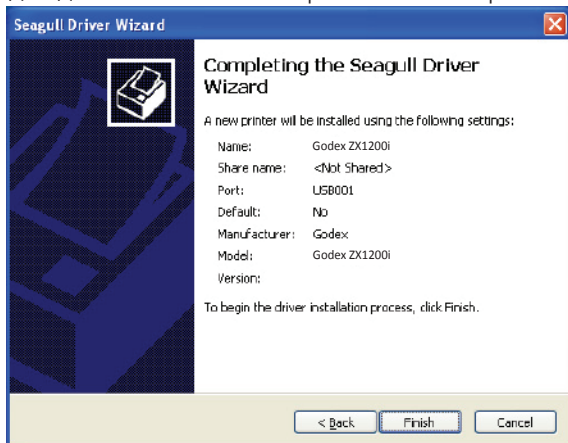 Seagull Driver Wizard
Completing the Seagull Driver
Wizard
A new printer will be installed using the following settings:
Name: Godex ZX1200i
Share name: <Not Shared>
Port: USB001
Default: No
Manufacturer: Godex
Model: Godex ZX1200i
Version:
To begin the driver installation process, click Finish.
< Back Finish Cancel